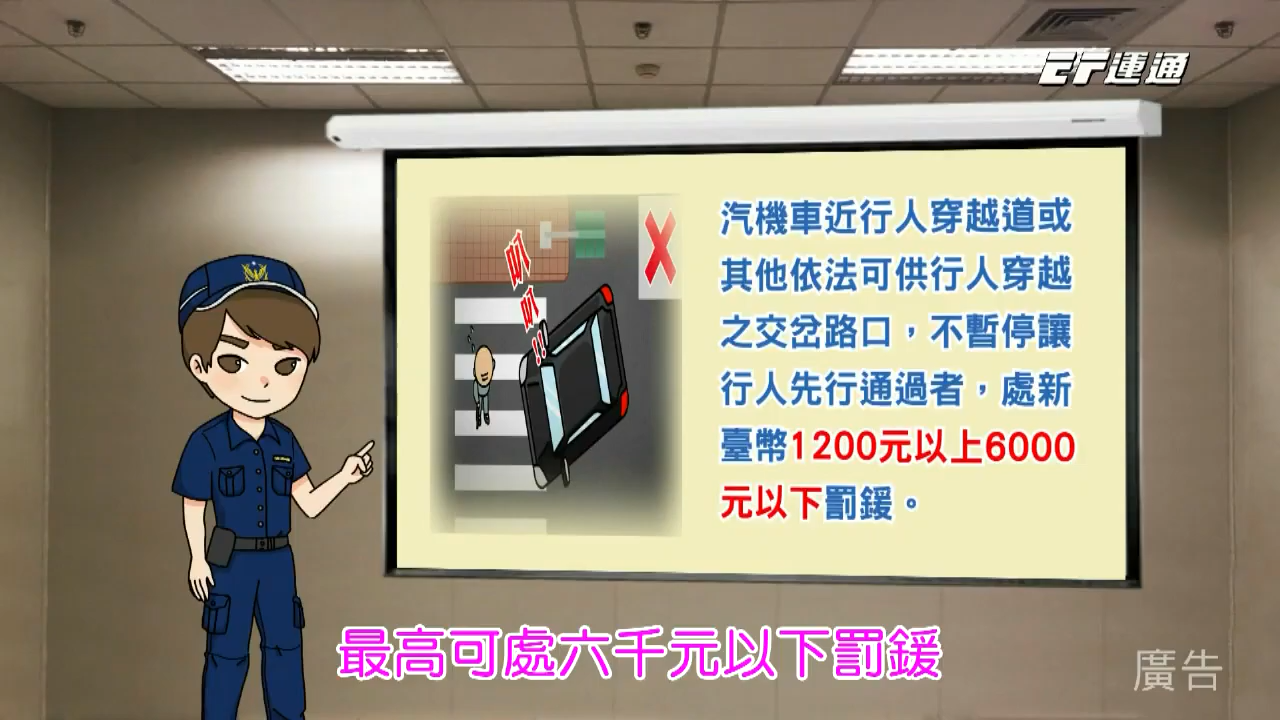 ET運通
汽機車近行人穿越道或
其他依法可供行人穿越
之交岔路口，不暫停讓
行人先行通過者，處新
臺幣1200元以上6000
元以下罰鍰。
最高可處六千元以下罰鍰
廣告